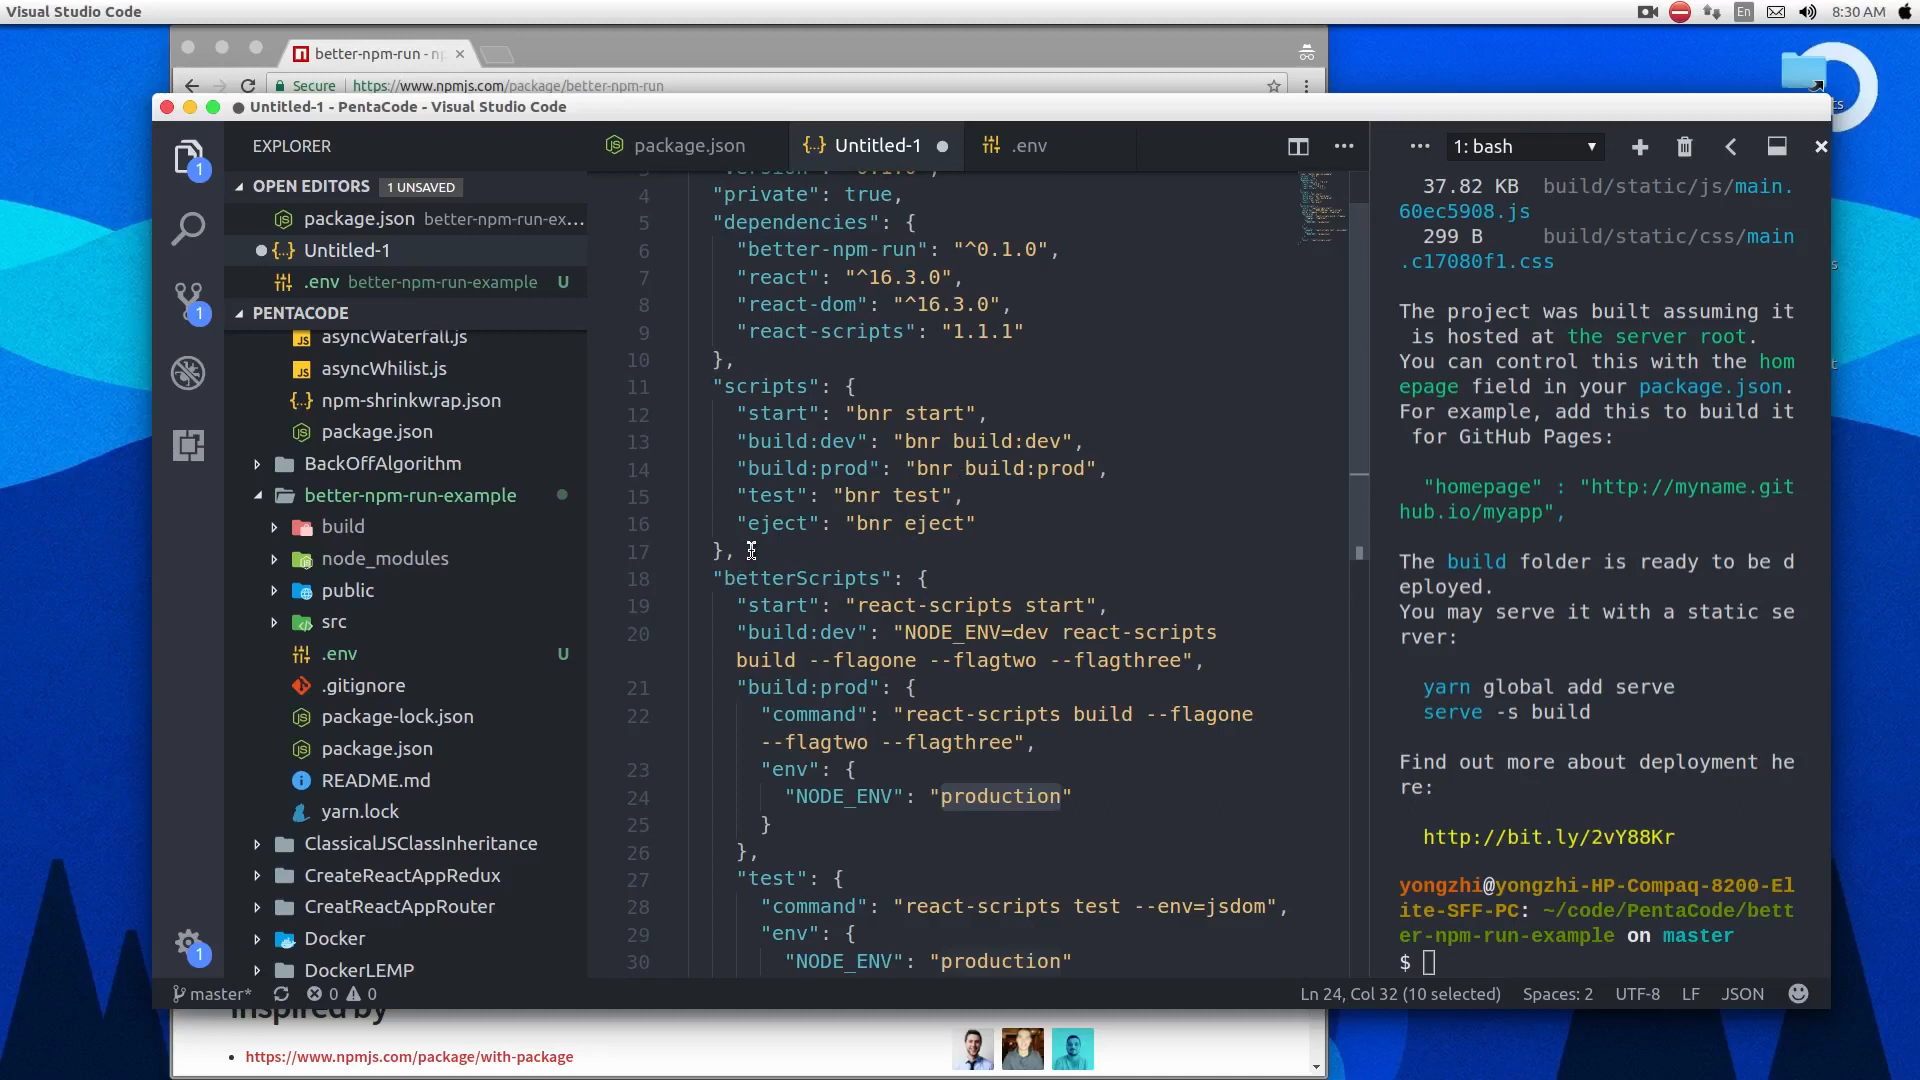 Visual Studio Code
En
8:30 AM
better-npm-run - np
Secure
https://www.npmjs.com/package/better-npm-run
Untitled-1 - PentaCode - Visual Studio Code
EXPLORER
OPEN EDITORS
1 UNSAVED
package.json better-npm-run-ex...
Untitled-1
.env better-npm-run-example U
PENTACODE
asyncWaterfall.js
asyncWhilist.js
npm-shrinkwrap.json
package.json
BackOffAlgorithm
better-npm-run-example
build
node_modules
public
src
.env U
.gitignore
package-lock.json
package.json
README.md
yarn.lock
ClassicalJSClassInheritance
CreateReactAppRedux
CreatReactAppRouter
Docker
DockerLEMP
1
1
1
package.json
Untitled-1
.env
4 "private": true,
5 "dependencies": {
6 "better-npm-run": "^0.1.0",
7 "react": "^16.3.0",
8 "react-dom": "^16.3.0",
9 "react-scripts": "1.1.1"
10 },
11 "scripts": {
12 "start": "bnr start",
13 "build:dev": "bnr build:dev",
14 "build:prod": "bnr build:prod",
15 "test": "bnr test",
16 "eject": "bnr eject"
17 },
18 "betterScripts": {
19 "start": "react-scripts start",
20 "build:dev": "NODE_ENV=dev react-scripts
build --flagone --flagtwo --flagthree",
21 "build:prod": {
22 "command": "react-scripts build --flagone
--flagtwo --flagthree",
23 "env": {
24 "NODE_ENV": "production"
25 }
26 },
27 "test": {
28 "command": "react-scripts test --env=jsdom",
29 "env": {
30 "NODE_ENV": "production"
1: bash
37.82 KB build/static/js/main.
60ec5908.js
299 B build/static/css/main
.c17080f1.css
The project was built assuming it
is hosted at the server root.
You can control this with the hom
epage field in your package.json.
For example, add this to build it
for GitHub Pages:
"homepage" : "http://myname.git
hub.io/myapp",
The build folder is ready to be d
eployed.
You may serve it with a static se
rver:
yarn global add serve
serve -s build
Find out more about deployment he
re:
http://bit.ly/2vY88Kr
yongzhi@yongzhi-HP-Compaq-8200-El
ite-SFF-PC: ~/code/PentaCode/bett
er-npm-run-example on master
$
master*
0
0
Ln 24, Col 32 (10 selected)
Spaces: 2
UTF-8
LF
JSON
Inspired by
https://www.npmjs.com/package/with-package